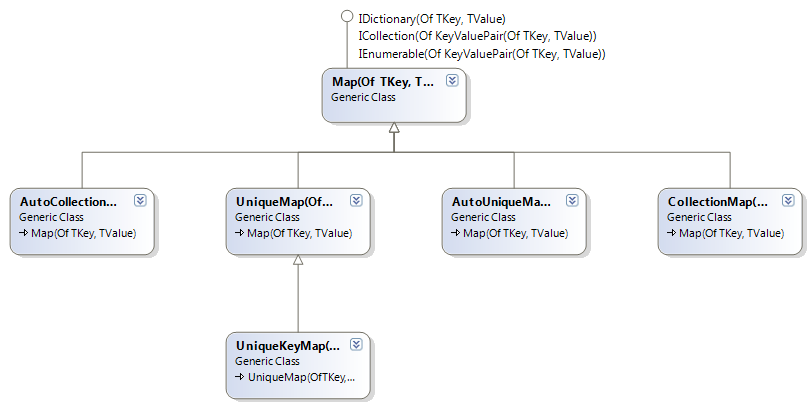 IDictionary(Of TKey, TValue)
ICollection(Of KeyValuePair(Of TKey, TValue))
IEnumerable(Of KeyValuePair(Of TKey, TValue))
Map(Of TKey, T...
Generic Class
AutoCollection...
Generic Class
Map(Of TKey, TValue)
UniqueMap(Of...
Generic Class
Map(Of TKey, TValue)
AutoUniqueMa...
Generic Class
Map(Of TKey, TValue)
CollectionMap(...
Generic Class
Map(Of TKey, TValue)
UniqueKeyMap(...
Generic Class
UniqueMap(OfTKey,...